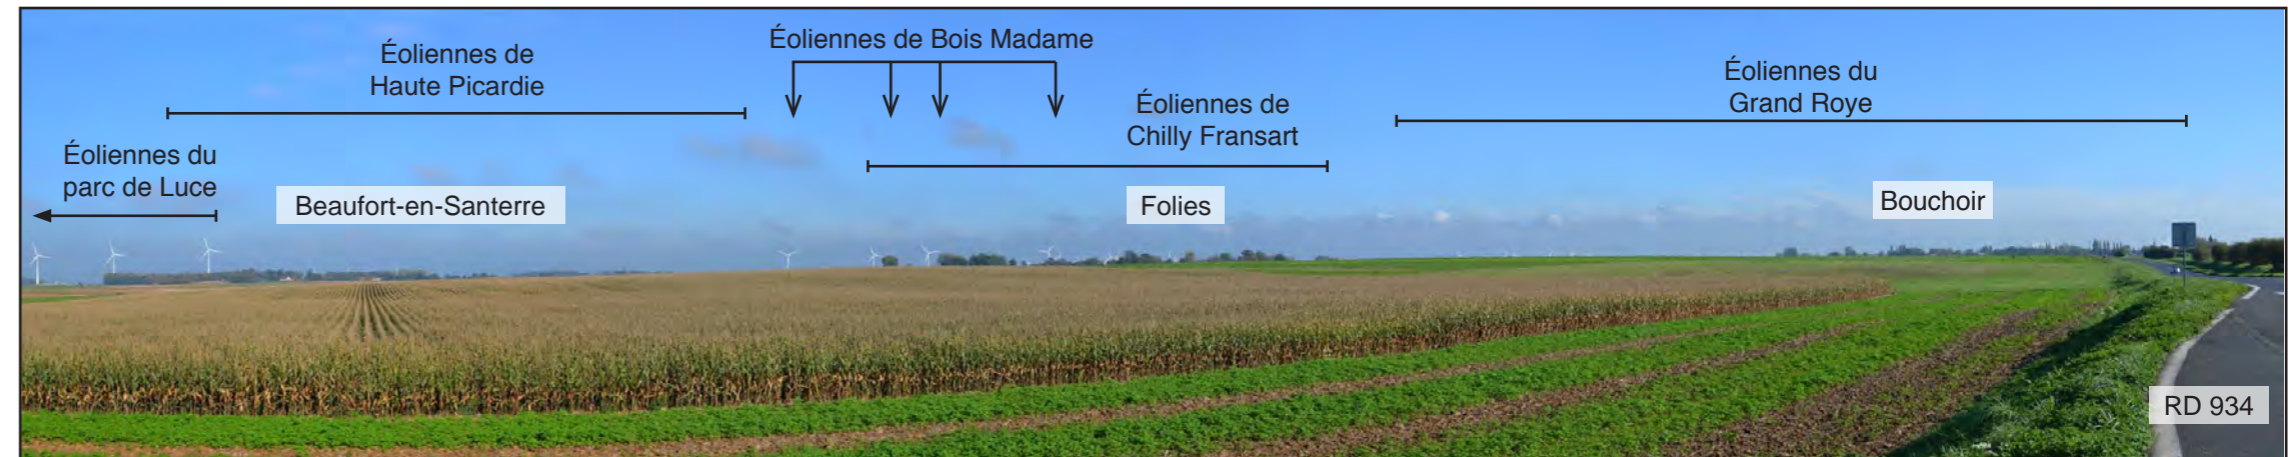 Éoliennes du
parc de Luce
Éoliennes de
Haute Picardie
Beaufort-en-Santerre
Éoliennes de Bois Madame
Éoliennes de
Chilly Fransart
Folies
Éoliennes du
Grand Roye
Bouchoir
RD 934